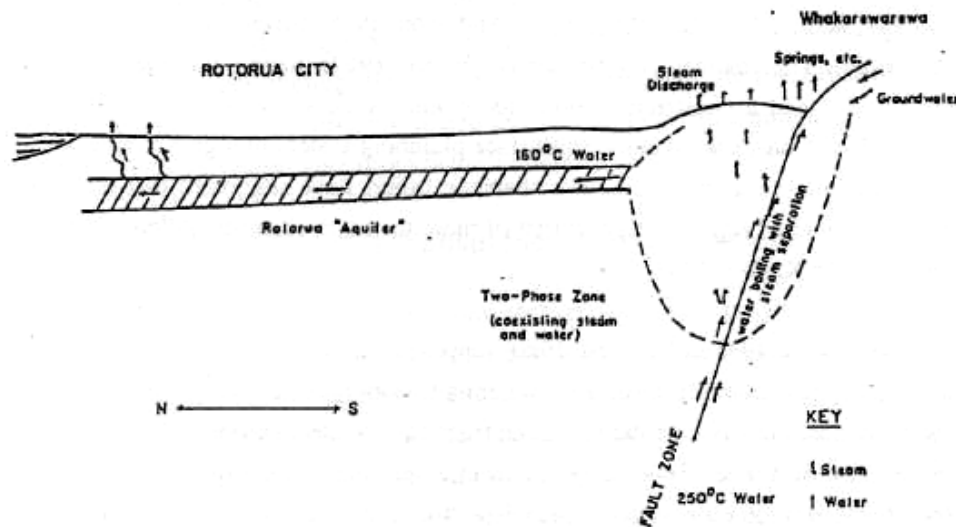 Whakarewarewa
ROTORUA CITY
Springs, etc.
Steam
Discharge
Groundwater
160°C Water
Rotorua "Aquifer"
water boiling with
steam separation
Two-Phase Zone
(coexisting steam
and water)
N S
KEY
Steam
Water
FAULT ZONE
250°C Water